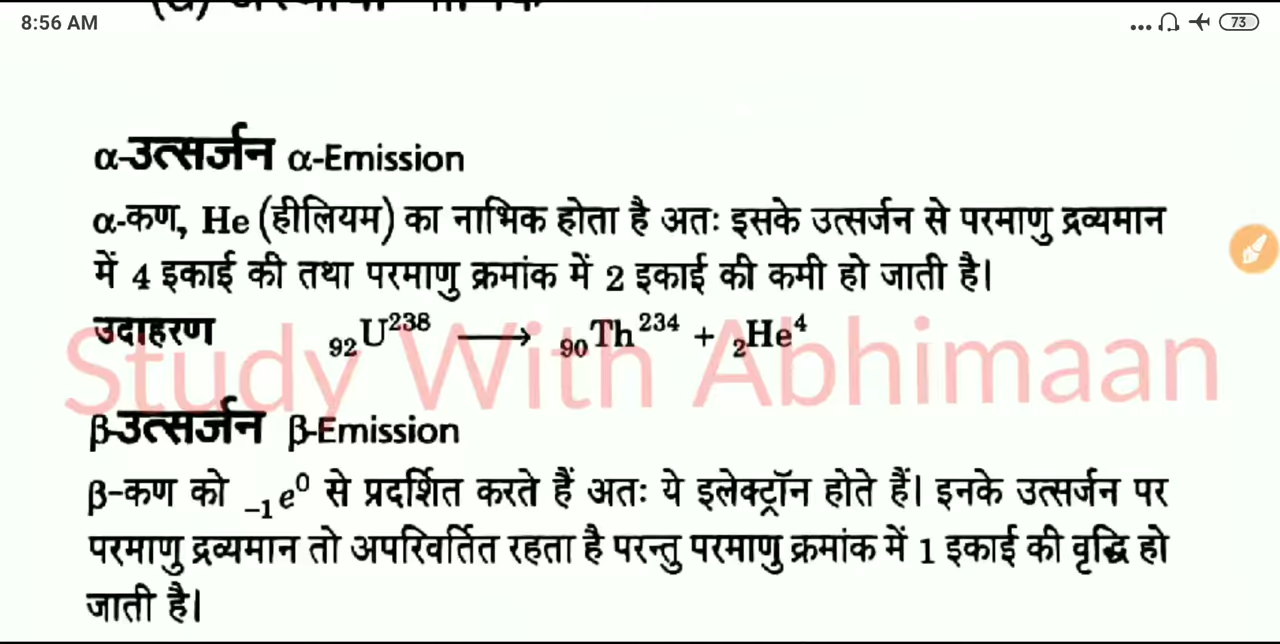 8:56 AM
... 73
α-उत्सर्जन α-Emission
α-कण, He (हीलियम) का नाभिक होता है अतः इसके उत्सर्जन से परमाणु द्रव्यमान
में 4 इकाई की तथा परमाणु क्रमांक में 2 इकाई की कमी हो जाती है।
उदाहरण ₉₂U²³⁸ ⟶ ₉₀Th²³⁴ + ₂He⁴
Study With Abhimaan
β-उत्सर्जन β-Emission
β-कण को ₋₁e⁰ से प्रदर्शित करते हैं अतः ये इलेक्ट्रॉन होते हैं। इनके उत्सर्जन पर
परमाणु द्रव्यमान तो अपरिवर्तित रहता है परन्तु परमाणु क्रमांक में 1 इकाई की वृद्धि हो
जाती है।